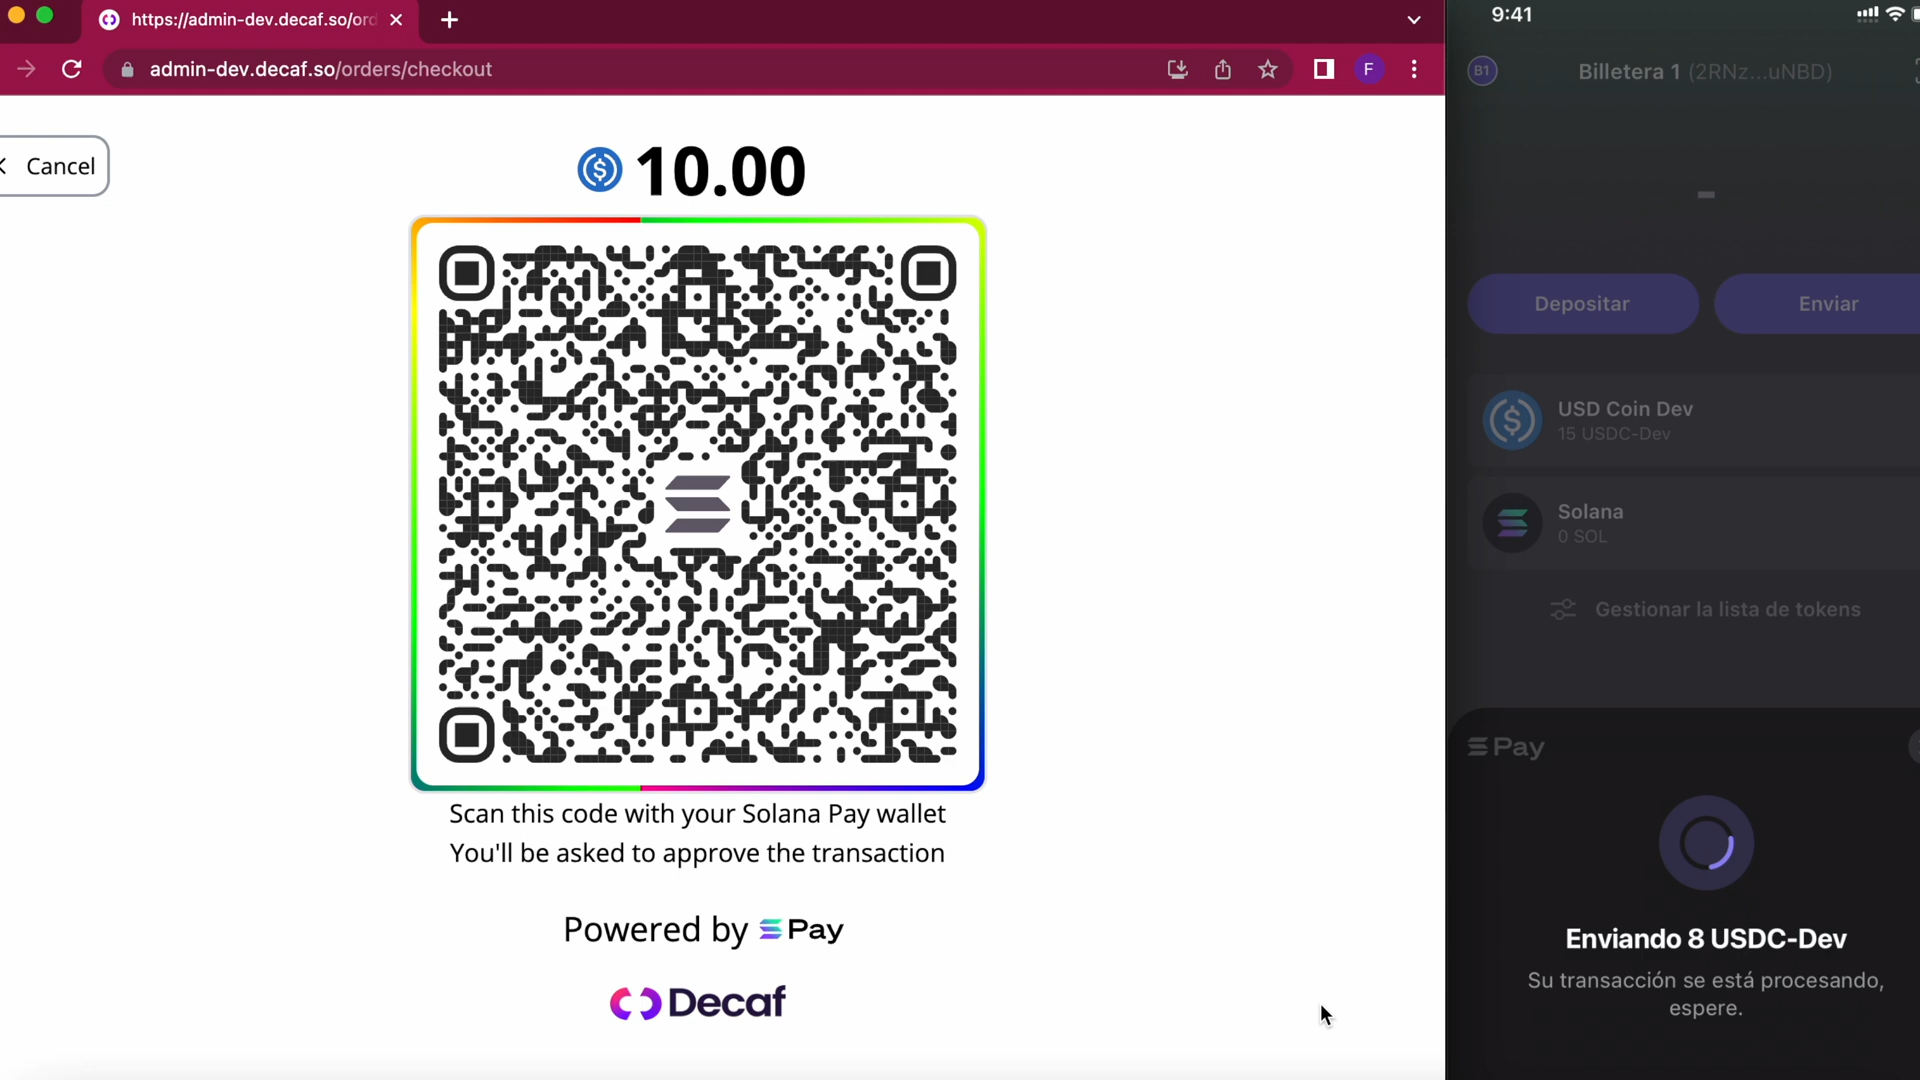 https://admin-dev.decaf.so/ord
admin-dev.decaf.so/orders/checkout
F
Cancel
10.00
Scan this code with your Solana Pay wallet
You'll be asked to approve the transaction
Powered by Pay
Decaf
9:41
B1
Billetera 1 (2RNz...uNBD)
-
Depositar
Enviar
USD Coin Dev
15 USDC-Dev
Solana
0 SOL
Gestionar la lista de tokens
Pay
Enviando 8 USDC-Dev
Su transacción se está procesando,
espere.